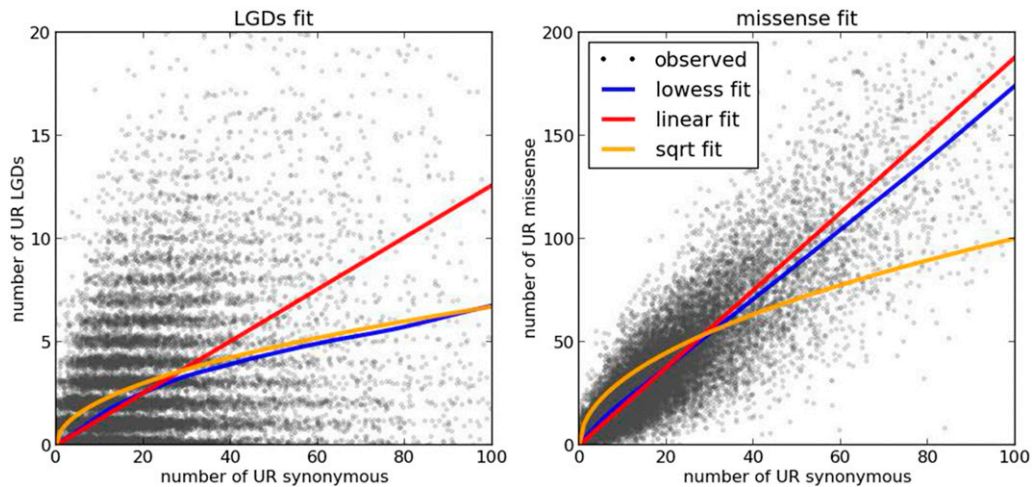 LGDs fit
20
15
10
5
0
number of UR LGDs
0 20 40 60 80 100
number of UR synonymous
missense fit
200
150
100
50
0
number of UR missense
0 20 40 60 80 100
number of UR synonymous
observed
lowess fit
linear fit
sqrt fit